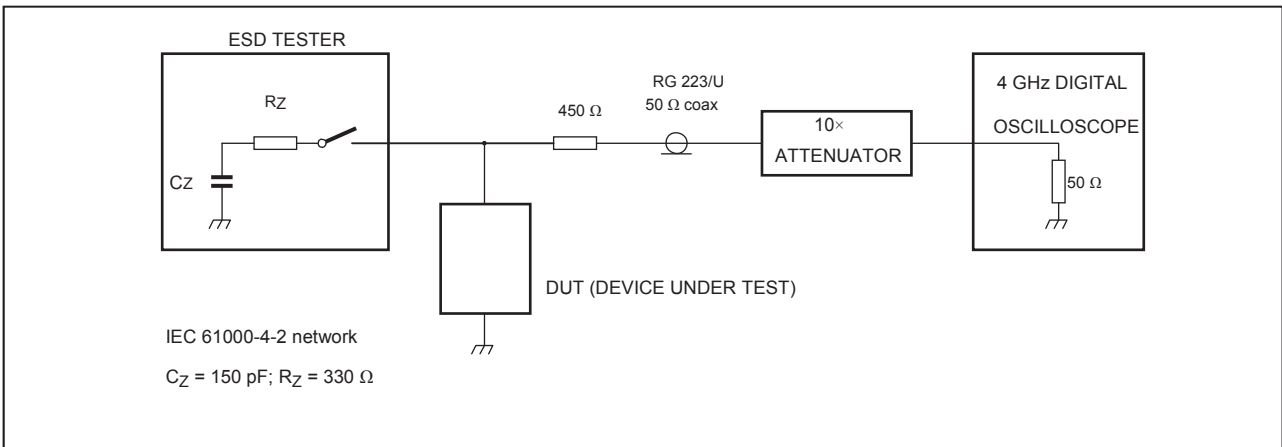 ESD TESTER
RZ
CZ
450 Ω
RG 223/U
50 Ω coax
10×
ATTENUATOR
4 GHz DIGITAL
OSCILLOSCOPE
50 Ω
DUT (DEVICE UNDER TEST)
IEC 61000-4-2 network
CZ = 150 pF; RZ = 330 Ω